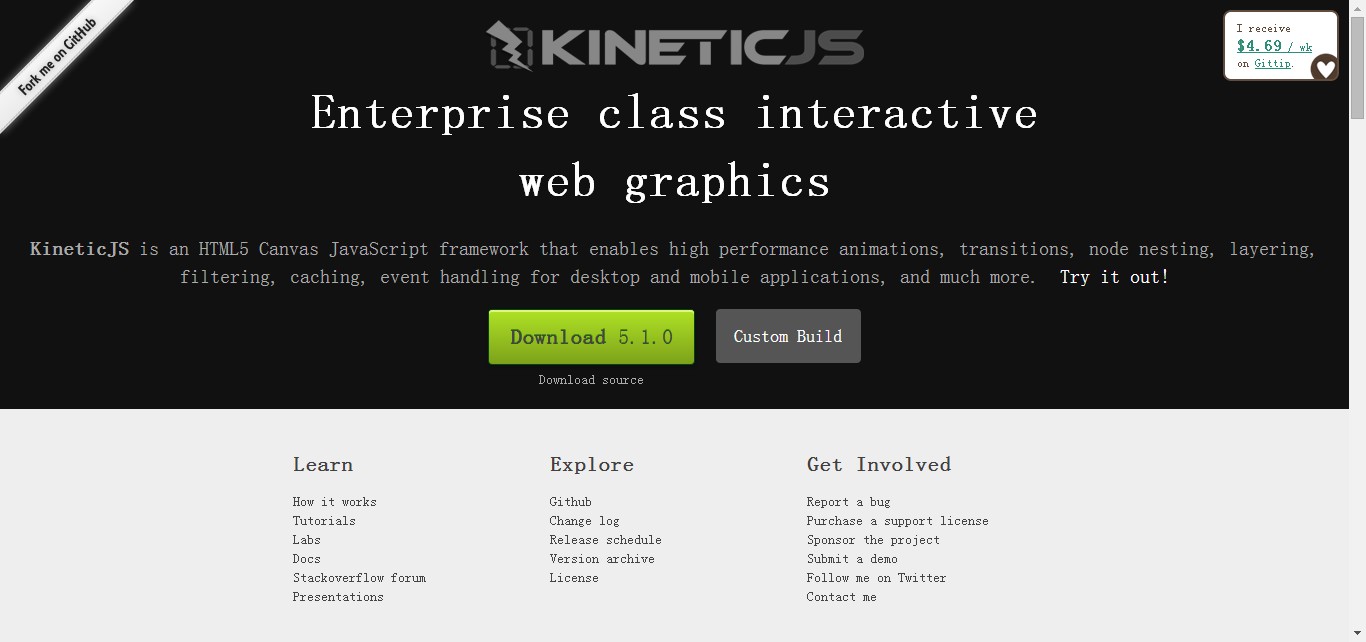 Fork me on GitHub
KINETICJS
I receive
$4.69 / wk
on Gittip.
Enterprise class interactive
web graphics
KineticJS is an HTML5 Canvas JavaScript framework that enables high performance animations, transitions, node nesting, layering,
filtering, caching, event handling for desktop and mobile applications, and much more. Try it out!
Download 5.1.0
Custom Build
Download source
Learn
How it works
Tutorials
Labs
Docs
Stackoverflow forum
Presentations
Explore
Github
Change log
Release schedule
Version archive
License
Get Involved
Report a bug
Purchase a support license
Sponsor the project
Submit a demo
Follow me on Twitter
Contact me